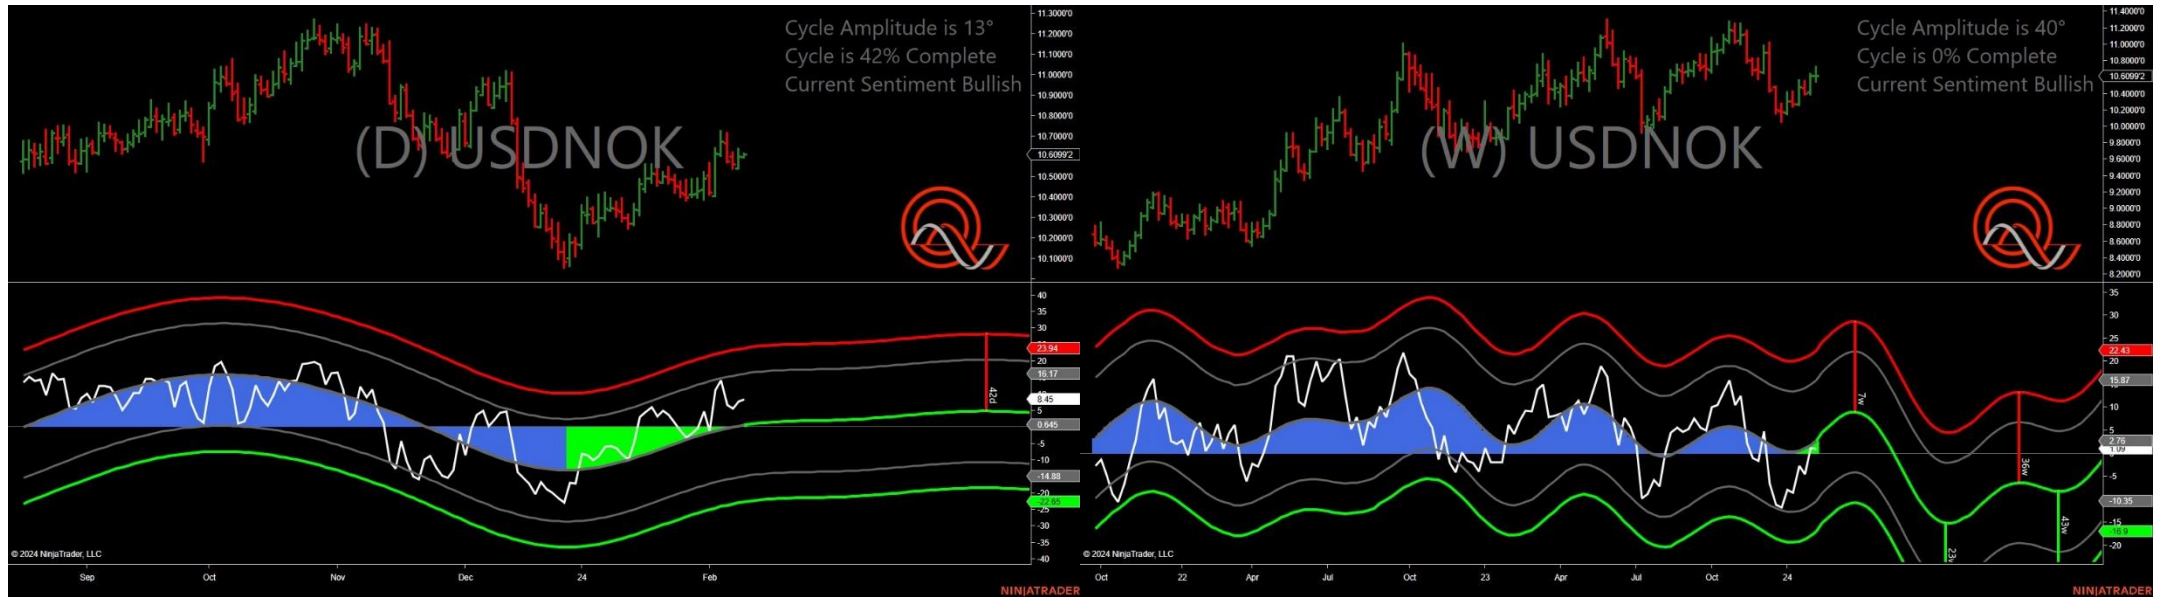 Cycle Amplitude is 13°
Cycle is 42% Complete
Current Sentiment Bullish
(D) USDNOK
11.3000'0
11.2000'0
11.1000'0
11.0000'0
10.9000'0
10.8000'0
10.7000'0
10.6099'2
10.5000'0
10.4000'0
10.3000'0
10.2000'0
10.1000'0
40
35
30
23.94
20
16.17
8.45
5
0.645
-5
-10
-14.88
-20
-22.65
-25
-30
-35
-40
42d
© 2024 NinjaTrader, LLC
Sep
Oct
Nov
Dec
24
Feb
NINJATRADER
Cycle Amplitude is 40°
Cycle is 0% Complete
Current Sentiment Bullish
(W) USDNOK
11.4000'0
11.2000'0
11.0000'0
10.8000'0
10.6099'2
10.4000'0
10.2000'0
10.0000'0
9.8000'0
9.6000'0
9.4000'0
9.2000'0
9.0000'0
8.8000'0
8.6000'0
8.4000'0
8.2000'0
35
30
25
22.43
20
15.87
10
5
2.76
1.09
-5
-10.35
-15
-16.9
-20
7w
36w
43w
© 2024 NinjaTrader, LLC
Oct
22
Apr
Jul
Oct
23
Apr
Jul
Oct
24
NINJATRADER